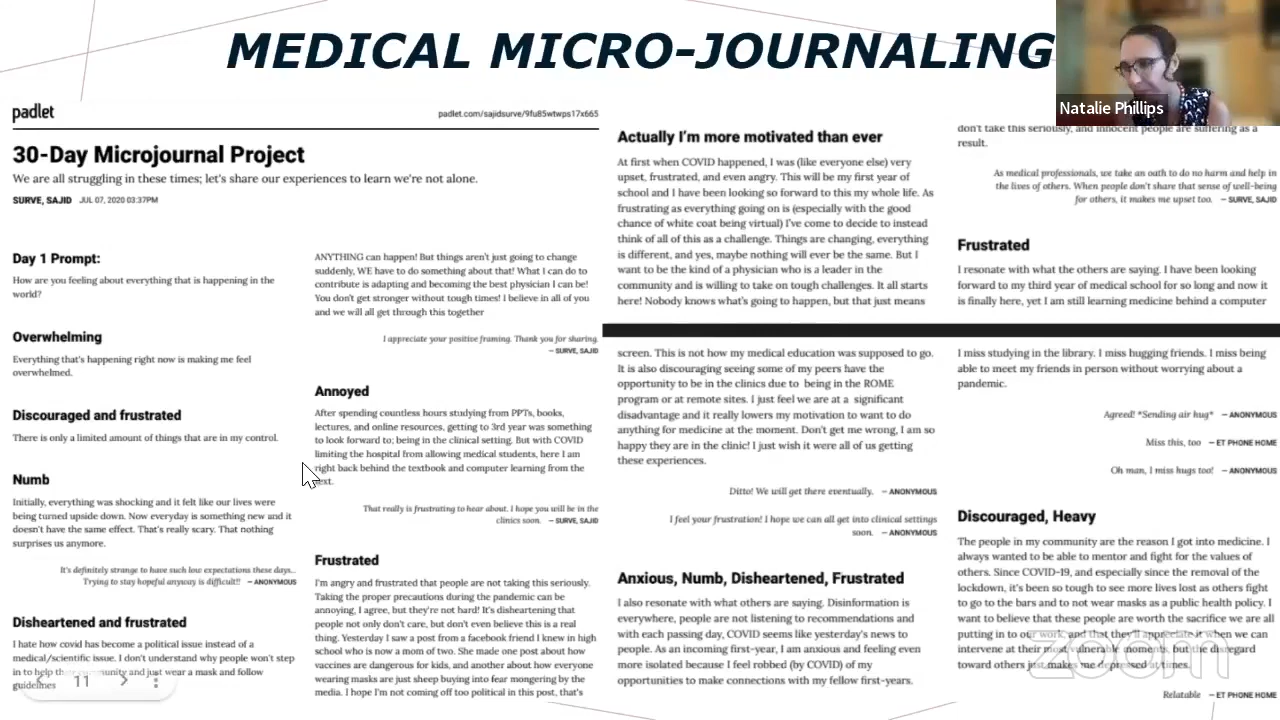 MEDICAL MICRO-JOURNALING
Natalie Phillips
padlet
padlet.com/sajidsurve/9fu85wtwps17x665
30-Day Microjournal Project
We are all struggling in these times; let's share our experiences to learn we're not alone.
SURVE, SAJID JUL 07, 2020 03:37PM
Day 1 Prompt:
How are you feeling about everything that is happening in the
world?
Overwhelming
Everything that's happening right now is making me feel
overwhelmed.
Discouraged and frustrated
There is only a limited amount of things that are in my control.
Numb
Initially, everything was shocking and it felt like our lives were
being turned upside down. Now everyday is something new and it
doesn't have the same effect. That's really scary. That nothing
surprises us anymore.
It's definitely strange to have such low expectations these days...
Trying to stay hopeful anyway is difficult!! — ANONYMOUS
Disheartened and frustrated
I hate how covid has become a political issue instead of a
medical/scientific issue. I don't understand why people won't step
in to help their community and just wear a mask and follow
guidelines
11
ANYTHING can happen! But things aren't just going to change
suddenly, WE have to do something about that! What I can do to
contribute is adapting and becoming the best physician I can be!
You don't get stronger without tough times! I believe in all of you
and we will all get through this together
I appreciate your positive framing. Thank you for sharing.
— SURVE, SAJID
Annoyed
After spending countless hours studying from PPTs, books,
lectures, and online resources, getting to 3rd year was something
to look forward to; being in the clinical setting. But with COVID
limiting the hospital from allowing medical students, here I am
right back behind the textbook and computer learning from the
text.
That really is frustrating to hear about. I hope you will be in the
clinics soon. — SURVE, SAJID
Frustrated
I'm angry and frustrated that people are not taking this seriously.
Taking the proper precautions during the pandemic can be
annoying, I agree, but they're not hard! It's disheartening that
people not only don't care, but don't even believe this is a real
thing. Yesterday I saw a post from a facebook friend I knew in high
school who is now a mom of two. She made one post about how
vaccines are dangerous for kids, and another about how everyone
wearing masks are just sheep buying into fear mongering by the
media. I hope I'm not coming off too political in this post, that's
Actually I'm more motivated than ever
At first when COVID happened, I was (like everyone else) very
upset, frustrated, and even angry. This will be my first year of
school and I have been looking so forward to this my whole life. As
frustrating as everything going on is (especially with the good
chance of white coat being virtual) I've come to decide to instead
think of all of this as a challenge. Things are changing, everything
is different, and yes, maybe nothing will ever be the same. But I
want to be the kind of physician who is a leader in the
community and is willing to take on tough challenges. It all starts
here! Nobody knows what's going to happen, but that just means
don't take this seriously, and innocent people are suffering as a
result.
As medical professionals, we take an oath to do no harm and help in
the lives of others. When people don't share that sense of well-being
for others, it makes me upset too. — SURVE, SAJID
Frustrated
I resonate with what the others are saying. I have been looking
forward to my third year of medical school for so long and now it
is finally here, yet I am still learning medicine behind a computer
screen. This is not how my medical education was supposed to go.
It is also discouraging seeing some of my peers have the
opportunity to be in the clinics due to being in the ROME
program or at remote sites. I just feel we are at a significant
disadvantage and it really lowers my motivation to want to do
anything for medicine at the moment. Don't get me wrong, I am so
happy they are in the clinic! I just wish it were all of us getting
these experiences.
Ditto! We will get there eventually. — ANONYMOUS
I feel your frustration! I hope we can all get into clinical settings
soon. — ANONYMOUS
Anxious, Numb, Disheartened, Frustrated
I also resonate with what others are saying. Disinformation is
everywhere, people are not listening to recommendations and
with each passing day, COVID seems like yesterday's news to
people. As an incoming first-year, I am anxious and feeling even
more isolated because I feel robbed (by COVID) of my
opportunities to make connections with my fellow first-years.
I miss studying in the library. I miss hugging friends. I miss being
able to meet my friends in person without worrying about a
pandemic.
Agreed! *Sending air hug* — ANONYMOUS
Miss this, too — ET PHONE HOME
Oh man, I miss hugs too! — ANONYMOUS
Discouraged, Heavy
The people in my community are the reason I got into medicine. I
always wanted to be able to mentor and fight for the values of
others. Since COVID-19, and especially since the removal of the
lockdown, it's been so tough to see more lives lost as others fight
to go to the bars and to not wear masks as a public health policy. I
want to believe that these people are worth the sacrifice we are all
putting in to our work, and that they'll appreciate it when we can
intervene at their most vulnerable moment, but the disregard
toward others just make me depressed at times.
Relatable — ET PHONE HOME
zoom